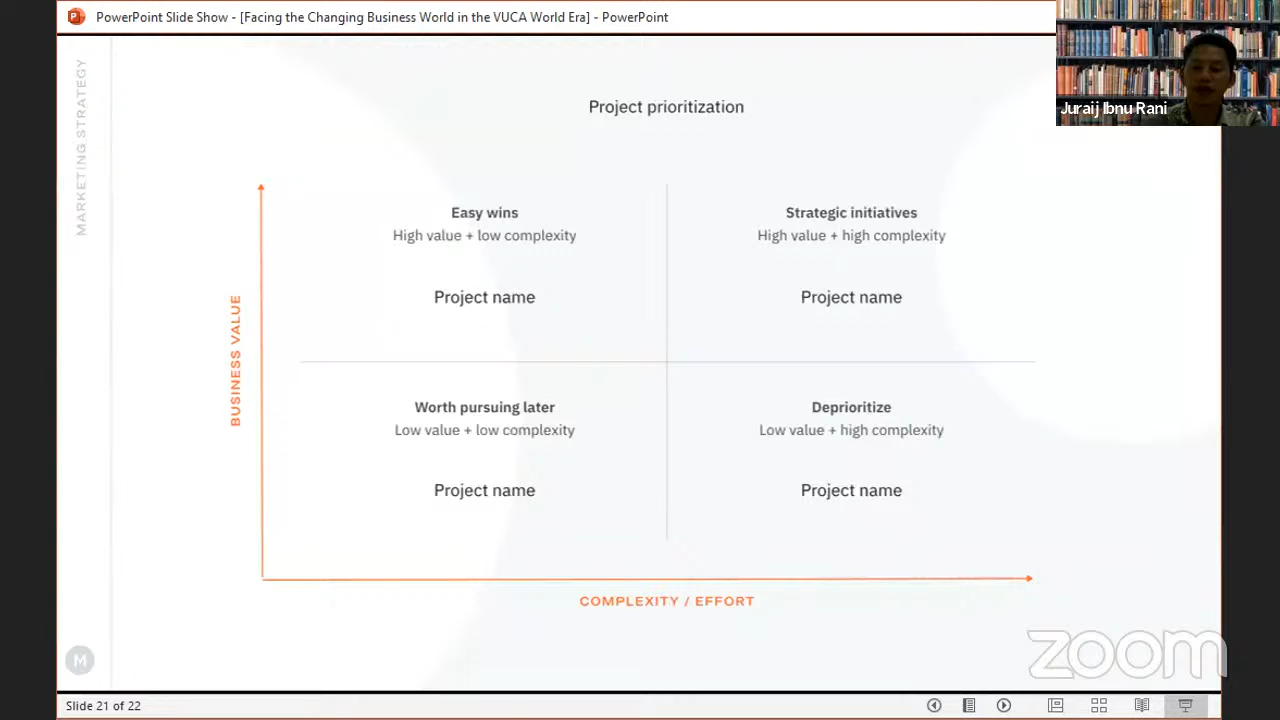 PowerPoint Slide Show - [Facing the Changing Business World in the VUCA World Era] - PowerPoint
Juraij Ibnu Rani
MARKETING STRATEGY
Project prioritization
Easy wins
High value + low complexity
Project name
Strategic initiatives
High value + high complexity
Project name
BUSINESS VALUE
Worth pursuing later
Low value + low complexity
Project name
Deprioritize
Low value + high complexity
Project name
COMPLEXITY / EFFORT
M
zoom
Slide 21 of 22